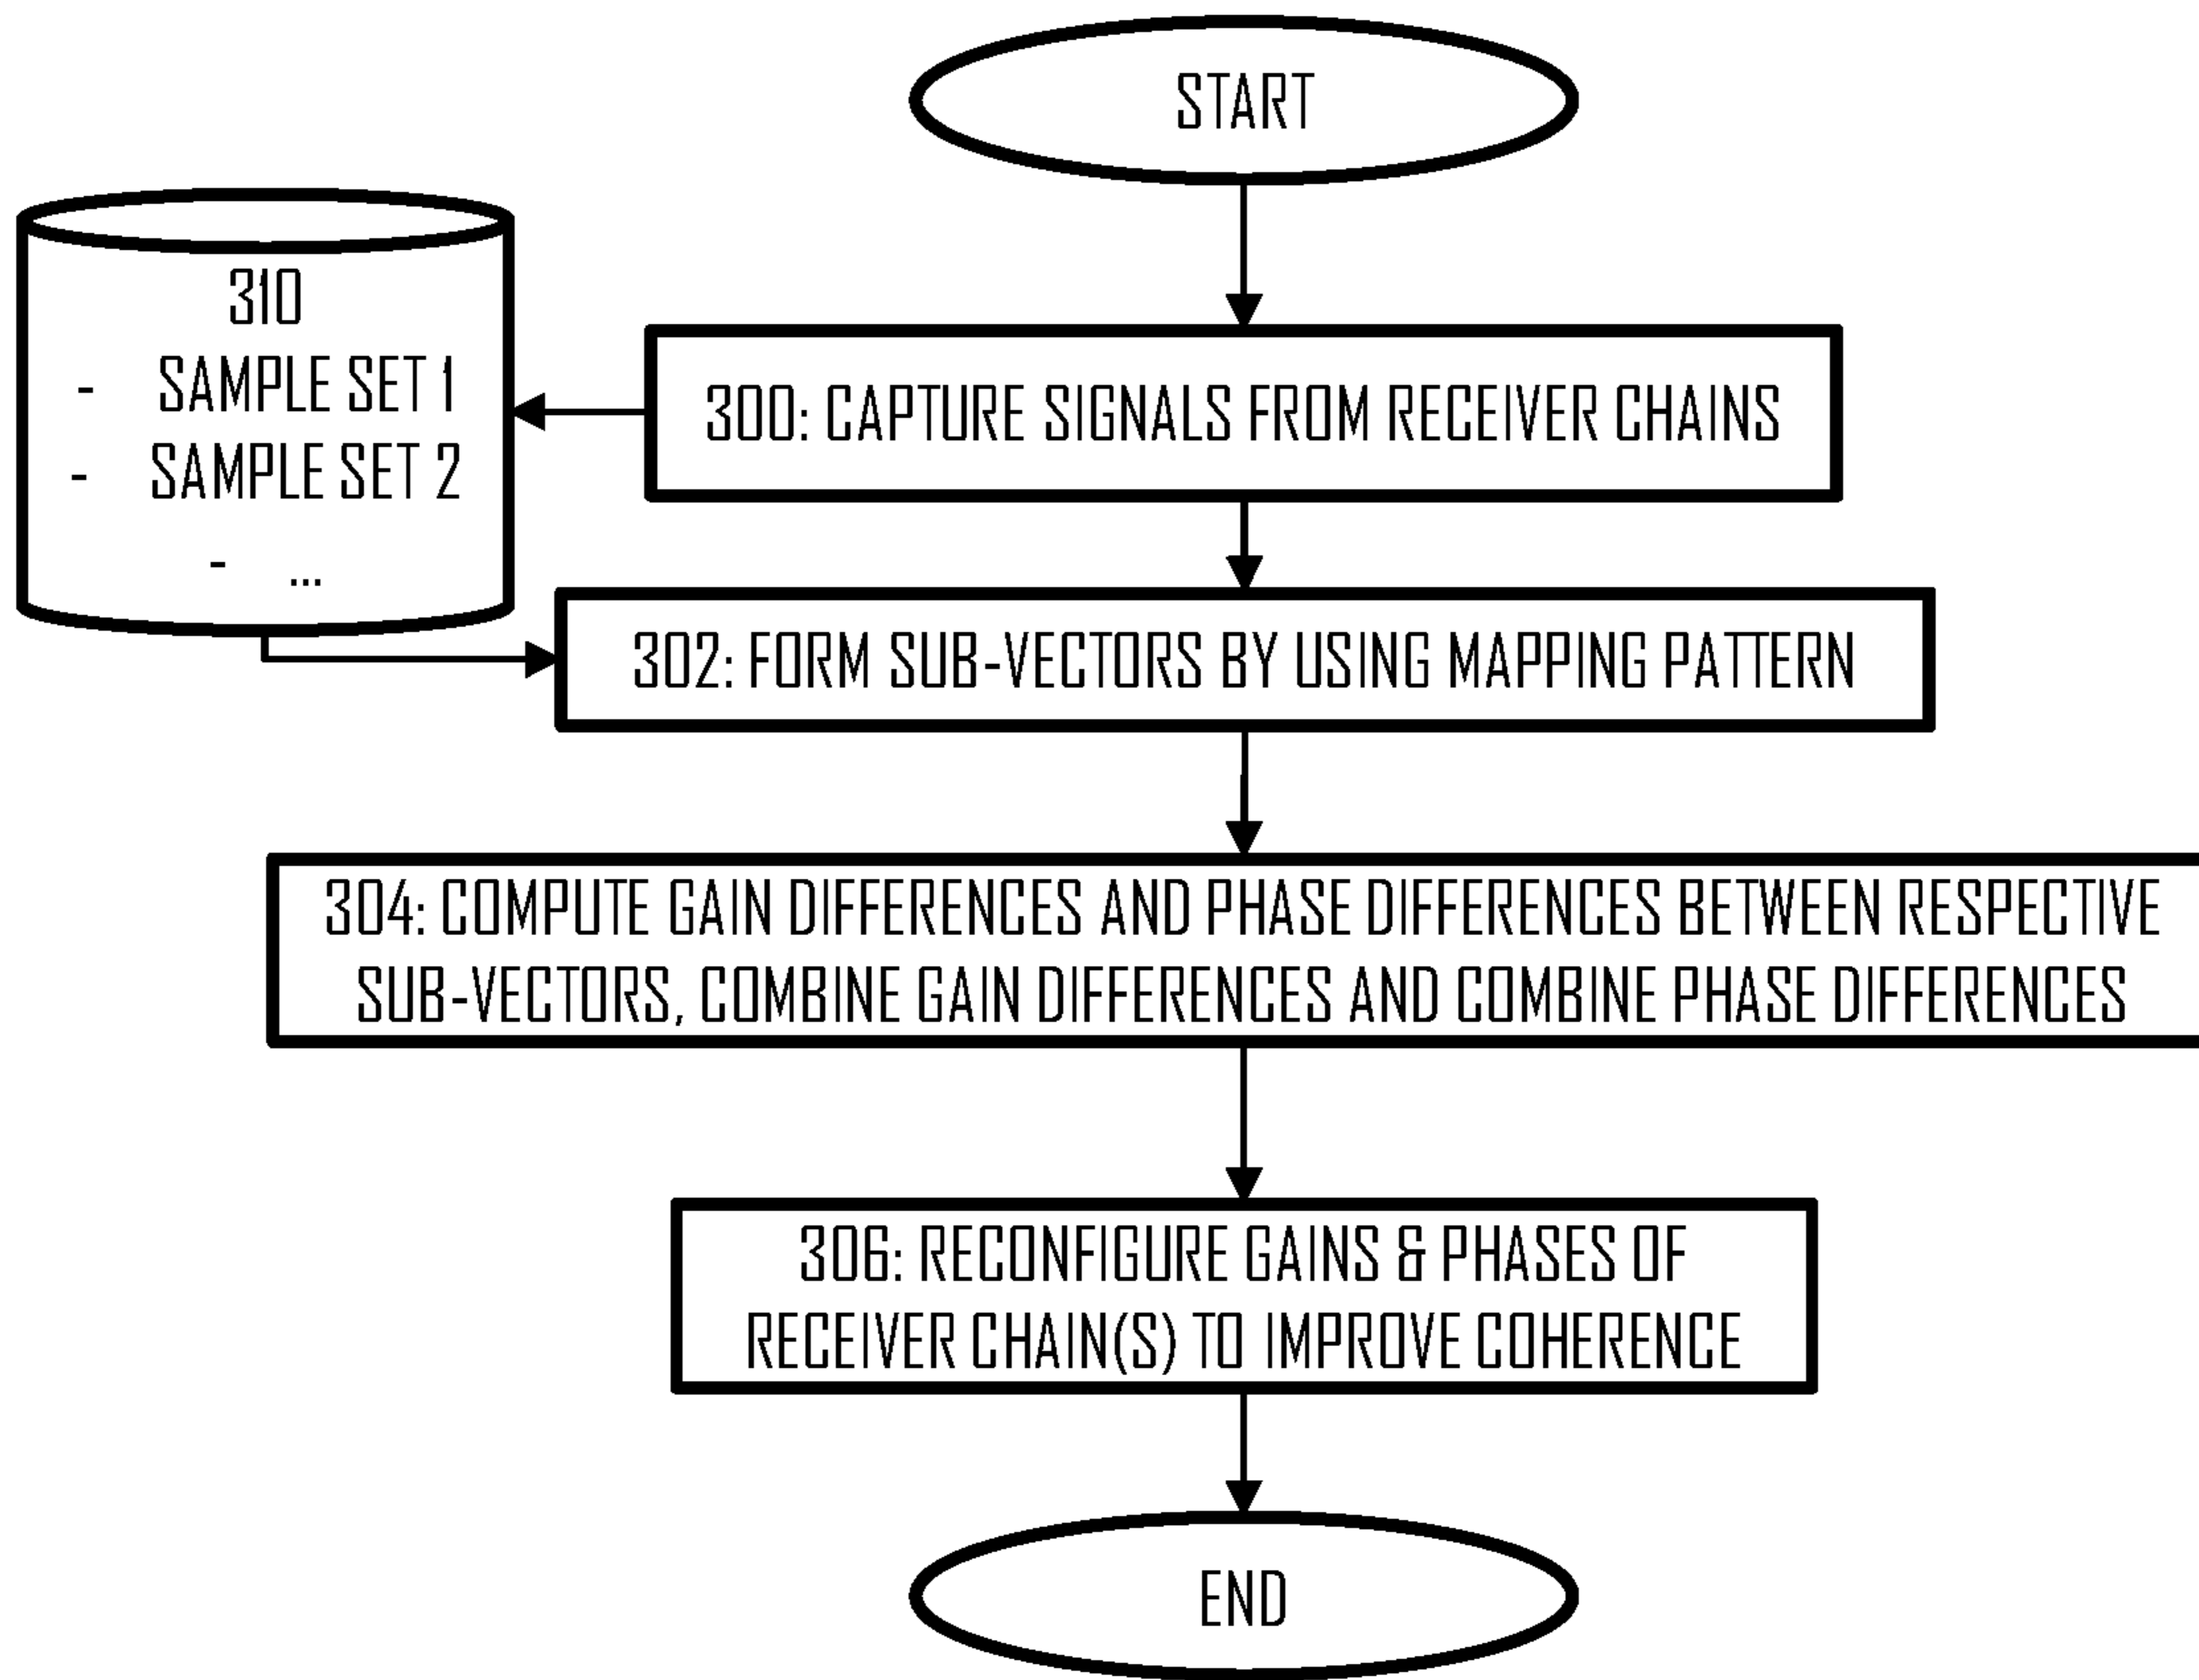 START
310
- SAMPLE SET 1
- SAMPLE SET 2
- ...
300: CAPTURE SIGNALS FROM RECEIVER CHAINS
302: FORM SUB-VECTORS BY USING MAPPING PATTERN
304: COMPUTE GAIN DIFFERENCES AND PHASE DIFFERENCES BETWEEN RESPECTIVE
SUB-VECTORS, COMBINE GAIN DIFFERENCES AND COMBINE PHASE DIFFERENCES
306: RECONFIGURE GAINS & PHASES OF
RECEIVER CHAIN(S) TO IMPROVE COHERENCE
END